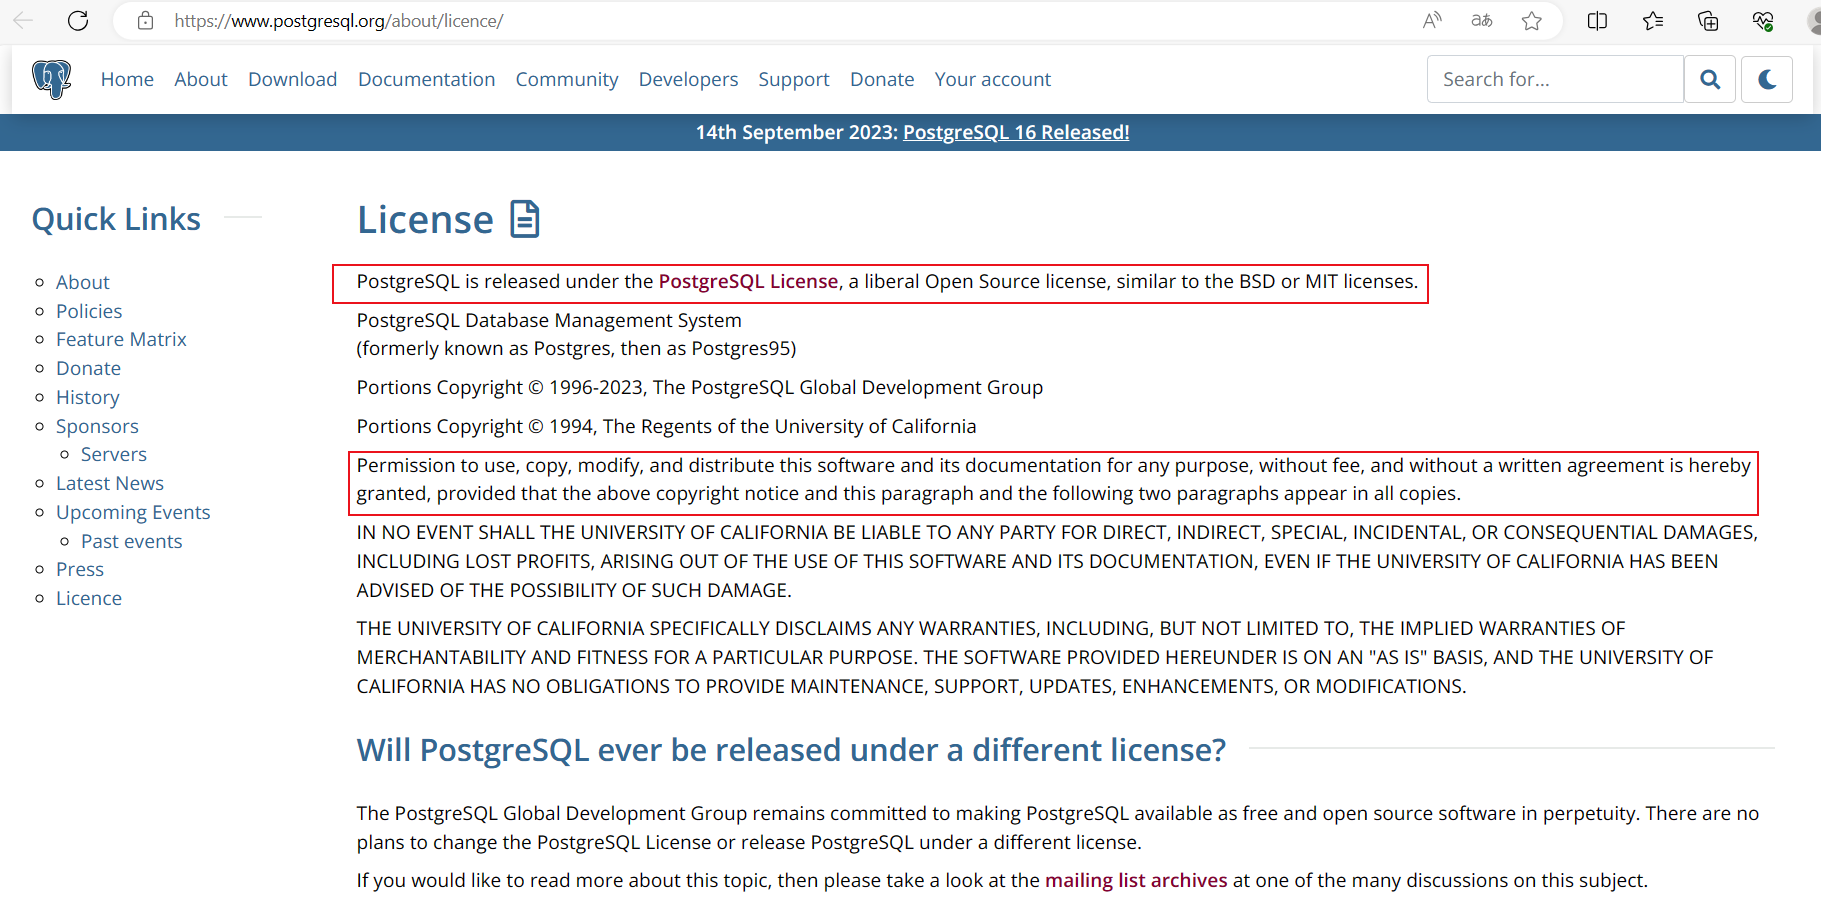 https://www.postgresql.org/about/licence/
Home About Download Documentation Community Developers Support Donate Your account
Search for...
14th September 2023: PostgreSQL 16 Released!
Quick Links
About
Policies
Feature Matrix
Donate
History
Sponsors
Servers
Latest News
Upcoming Events
Past events
Press
Licence
License
PostgreSQL is released under the PostgreSQL License, a liberal Open Source license, similar to the BSD or MIT licenses.
PostgreSQL Database Management System
(formerly known as Postgres, then as Postgres95)
Portions Copyright © 1996-2023, The PostgreSQL Global Development Group
Portions Copyright © 1994, The Regents of the University of California
Permission to use, copy, modify, and distribute this software and its documentation for any purpose, without fee, and without a written agreement is hereby
granted, provided that the above copyright notice and this paragraph and the following two paragraphs appear in all copies.
IN NO EVENT SHALL THE UNIVERSITY OF CALIFORNIA BE LIABLE TO ANY PARTY FOR DIRECT, INDIRECT, SPECIAL, INCIDENTAL, OR CONSEQUENTIAL DAMAGES,
INCLUDING LOST PROFITS, ARISING OUT OF THE USE OF THIS SOFTWARE AND ITS DOCUMENTATION, EVEN IF THE UNIVERSITY OF CALIFORNIA HAS BEEN
ADVISED OF THE POSSIBILITY OF SUCH DAMAGE.
THE UNIVERSITY OF CALIFORNIA SPECIFICALLY DISCLAIMS ANY WARRANTIES, INCLUDING, BUT NOT LIMITED TO, THE IMPLIED WARRANTIES OF
MERCHANTABILITY AND FITNESS FOR A PARTICULAR PURPOSE. THE SOFTWARE PROVIDED HEREUNDER IS ON AN "AS IS" BASIS, AND THE UNIVERSITY OF
CALIFORNIA HAS NO OBLIGATIONS TO PROVIDE MAINTENANCE, SUPPORT, UPDATES, ENHANCEMENTS, OR MODIFICATIONS.
Will PostgreSQL ever be released under a different license?
The PostgreSQL Global Development Group remains committed to making PostgreSQL available as free and open source software in perpetuity. There are no
plans to change the PostgreSQL License or release PostgreSQL under a different license.
If you would like to read more about this topic, then please take a look at the mailing list archives at one of the many discussions on this subject.